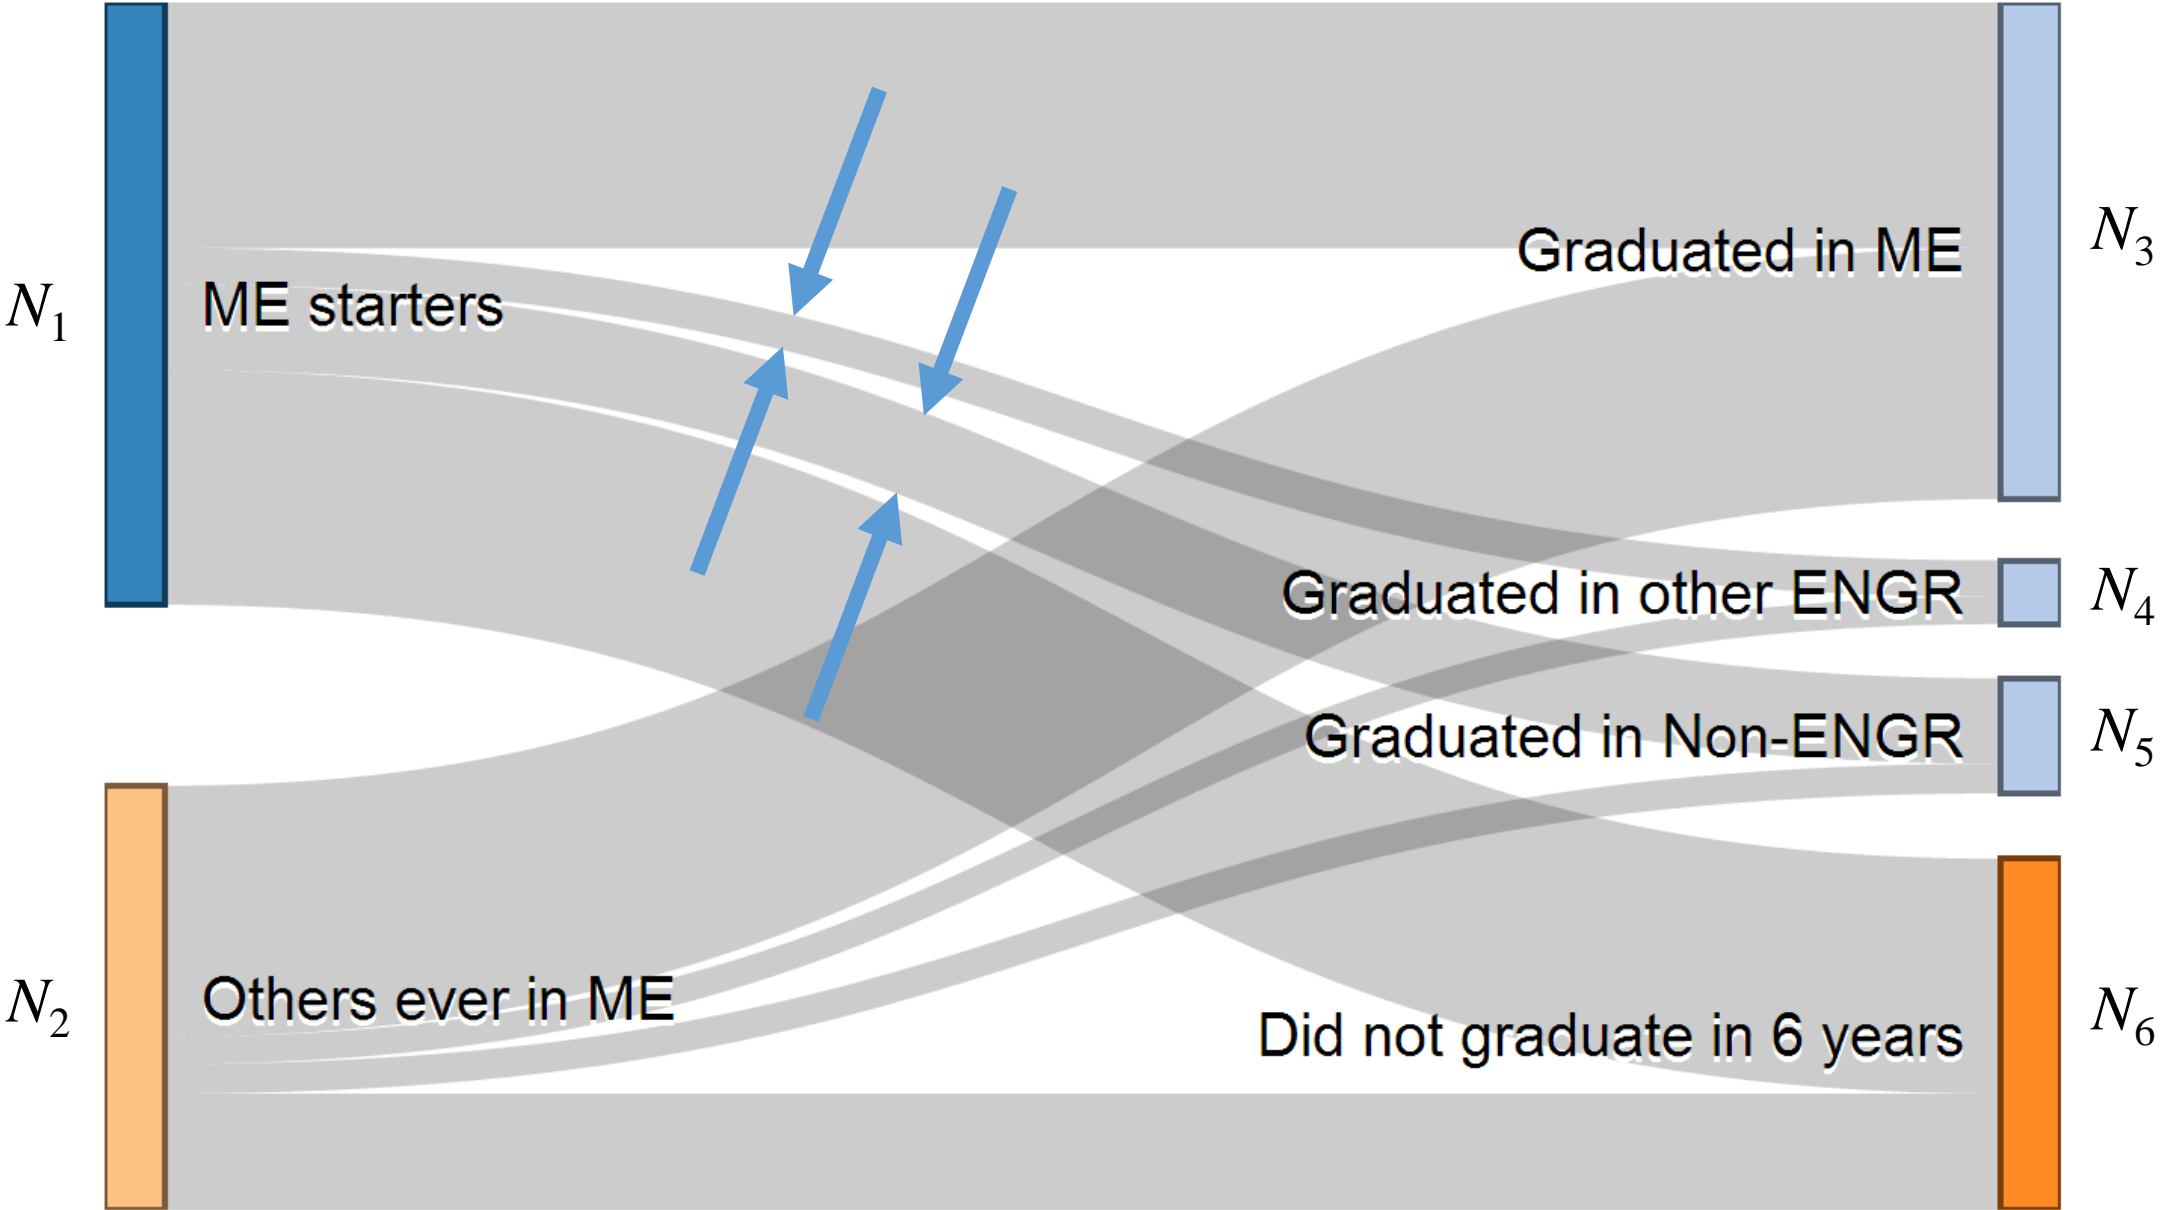 N1
ME starters
N2
Others ever in ME
Graduated in ME
N3
Graduated in other ENGR
N4
Graduated in Non-ENGR
N5
Did not graduate in 6 years
N6